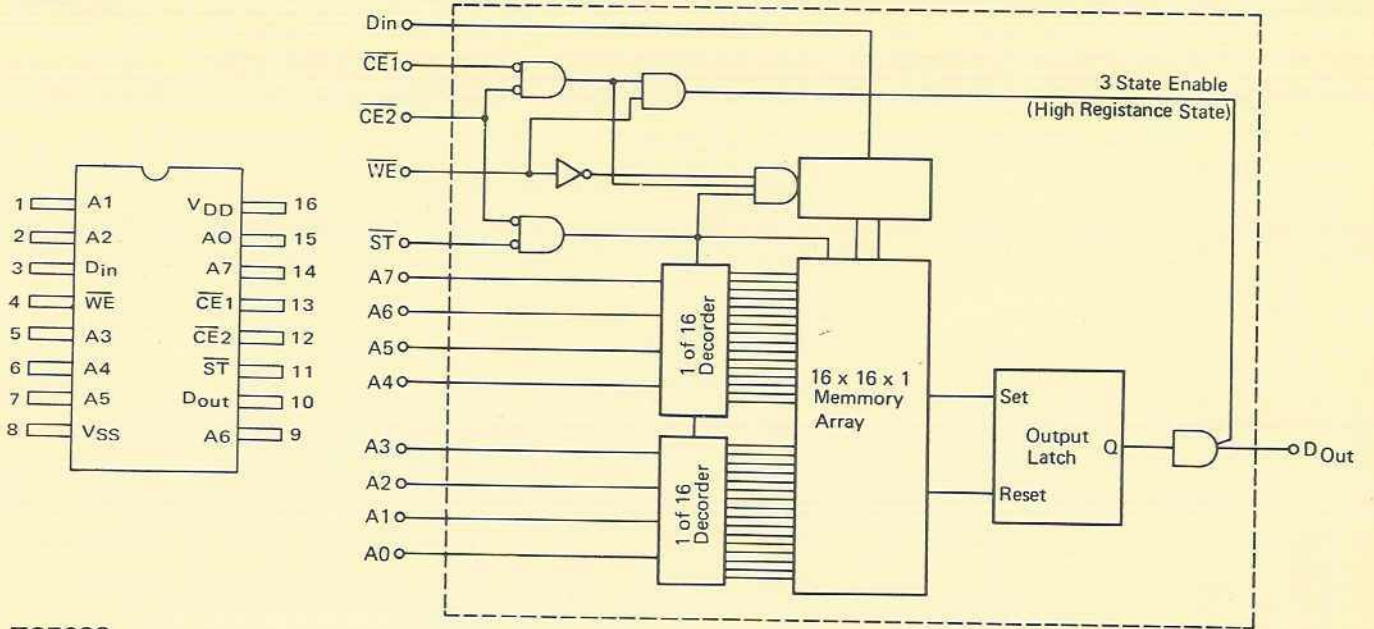 Din
CE1
CE2
WE
ST
A7
A6
A5
A4
A3
A2
A1
A0
3 State Enable
(High Registance State)
1 of 16
Decorder
1 of 16
Decorder
16 x 16 x 1
Memmory
Array
Set
Output
Latch
Q
Reset
DOut
1 A1
2 A2
3 Din
4 WE
5 A3
6 A4
7 A5
8 VSS
VDD 16
A0 15
A7 14
CE1 13
CE2 12
ST 11
Dout 10
A6 9